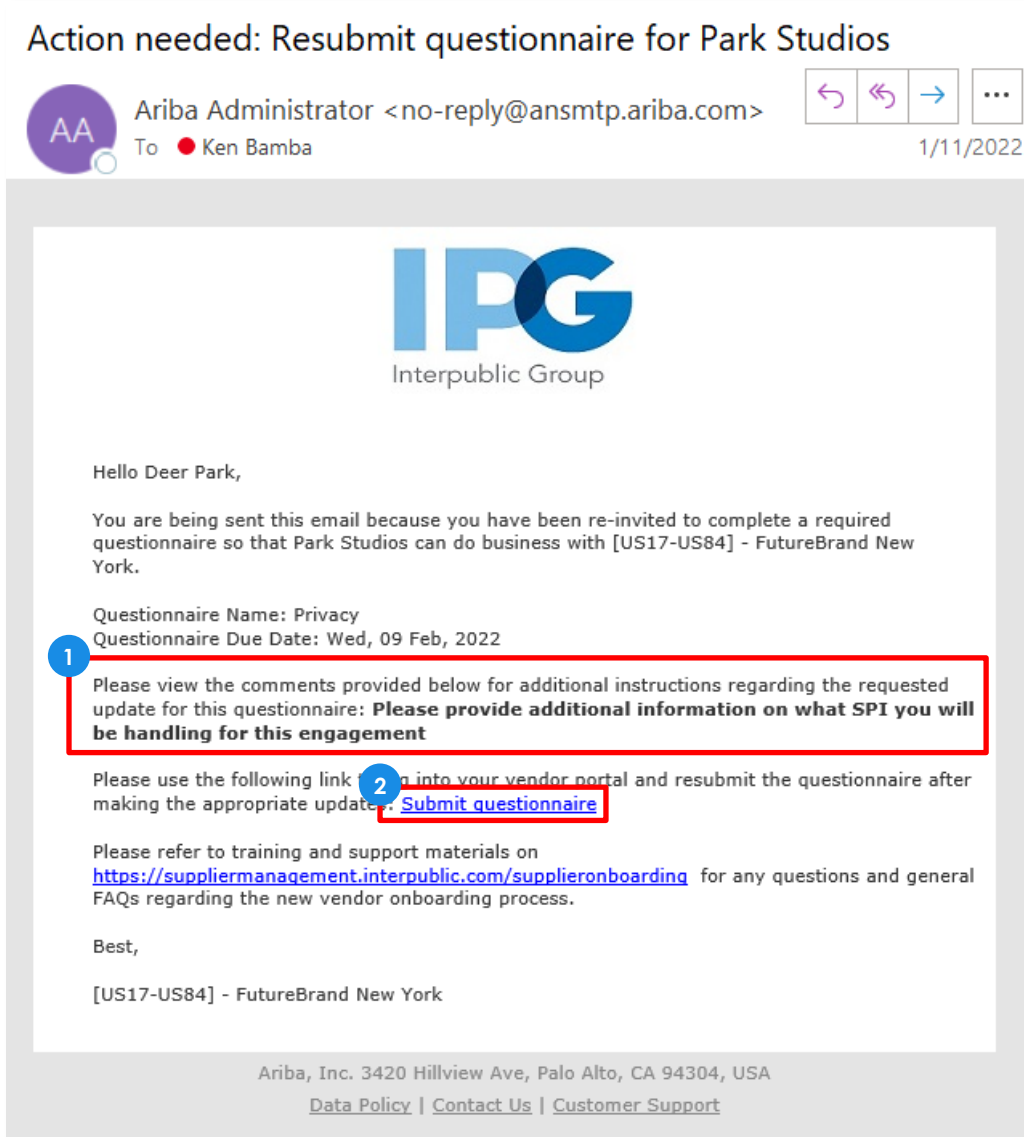 Action needed: Resubmit questionnaire for Park Studios
AA
Ariba Administrator <no-reply@ansmtp.ariba.com>
To Ken Bamba
1/11/2022
IPG
Interpublic Group
Hello Deer Park,
You are being sent this email because you have been re-invited to complete a required
questionnaire so that Park Studios can do business with [US17-US84] - FutureBrand New
York.
Questionnaire Name: Privacy
Questionnaire Due Date: Wed, 09 Feb, 2022
1
Please view the comments provided below for additional instructions regarding the requested
update for this questionnaire: Please provide additional information on what SPI you will
be handling for this engagement
Please use the following link into your vendor portal and resubmit the questionnaire after
2
making the appropriate updates: Submit questionnaire
Please refer to training and support materials on
https://suppliermanagement.interpublic.com/supplieronboarding for any questions and general
FAQs regarding the new vendor onboarding process.
Best,
[US17-US84] - FutureBrand New York
Ariba, Inc. 3420 Hillview Ave, Palo Alto, CA 94304, USA
Data Policy | Contact Us | Customer Support